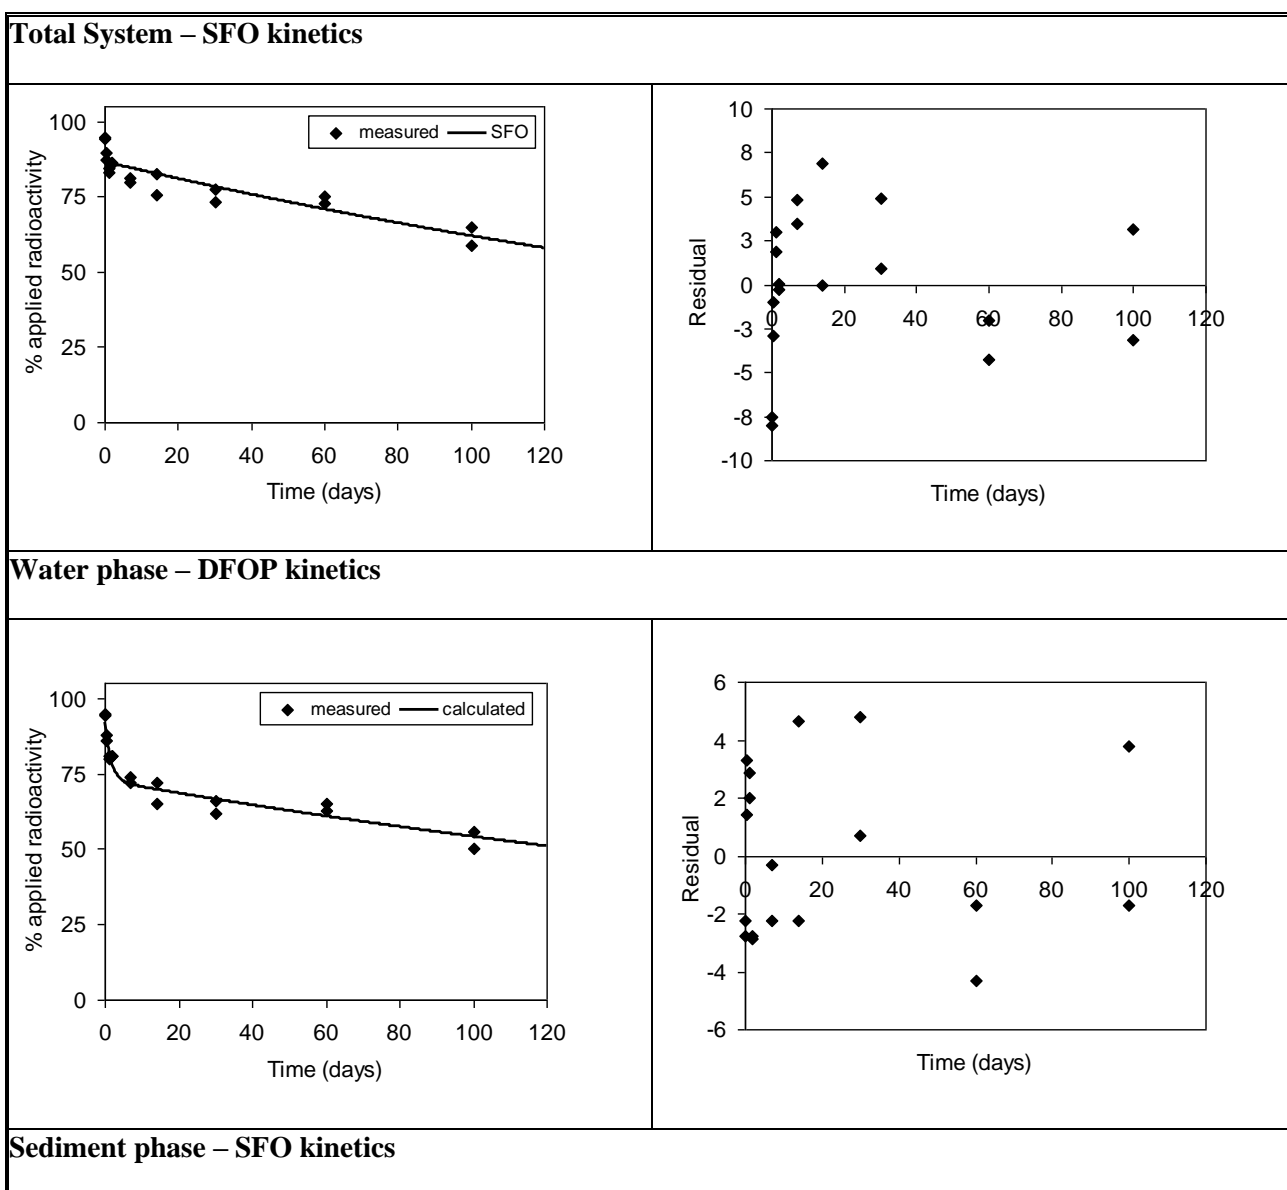 Total System – SFO kinetics
100
75
50
25
0
% applied radioactivity
measured SFO
0 20 40 60 80 100 120
Time (days)
10
8
5
3
0
-3
-5
-8
-10
Residual
0 20 40 60 80 100 120
Time (days)
Water phase – DFOP kinetics
100
75
50
25
0
% applied radioactivity
measured calculated
0 20 40 60 80 100 120
Time (days)
6
4
2
0
-2
-4
-6
Residual
0 20 40 60 80 100 120
Time (days)
Sediment phase – SFO kinetics